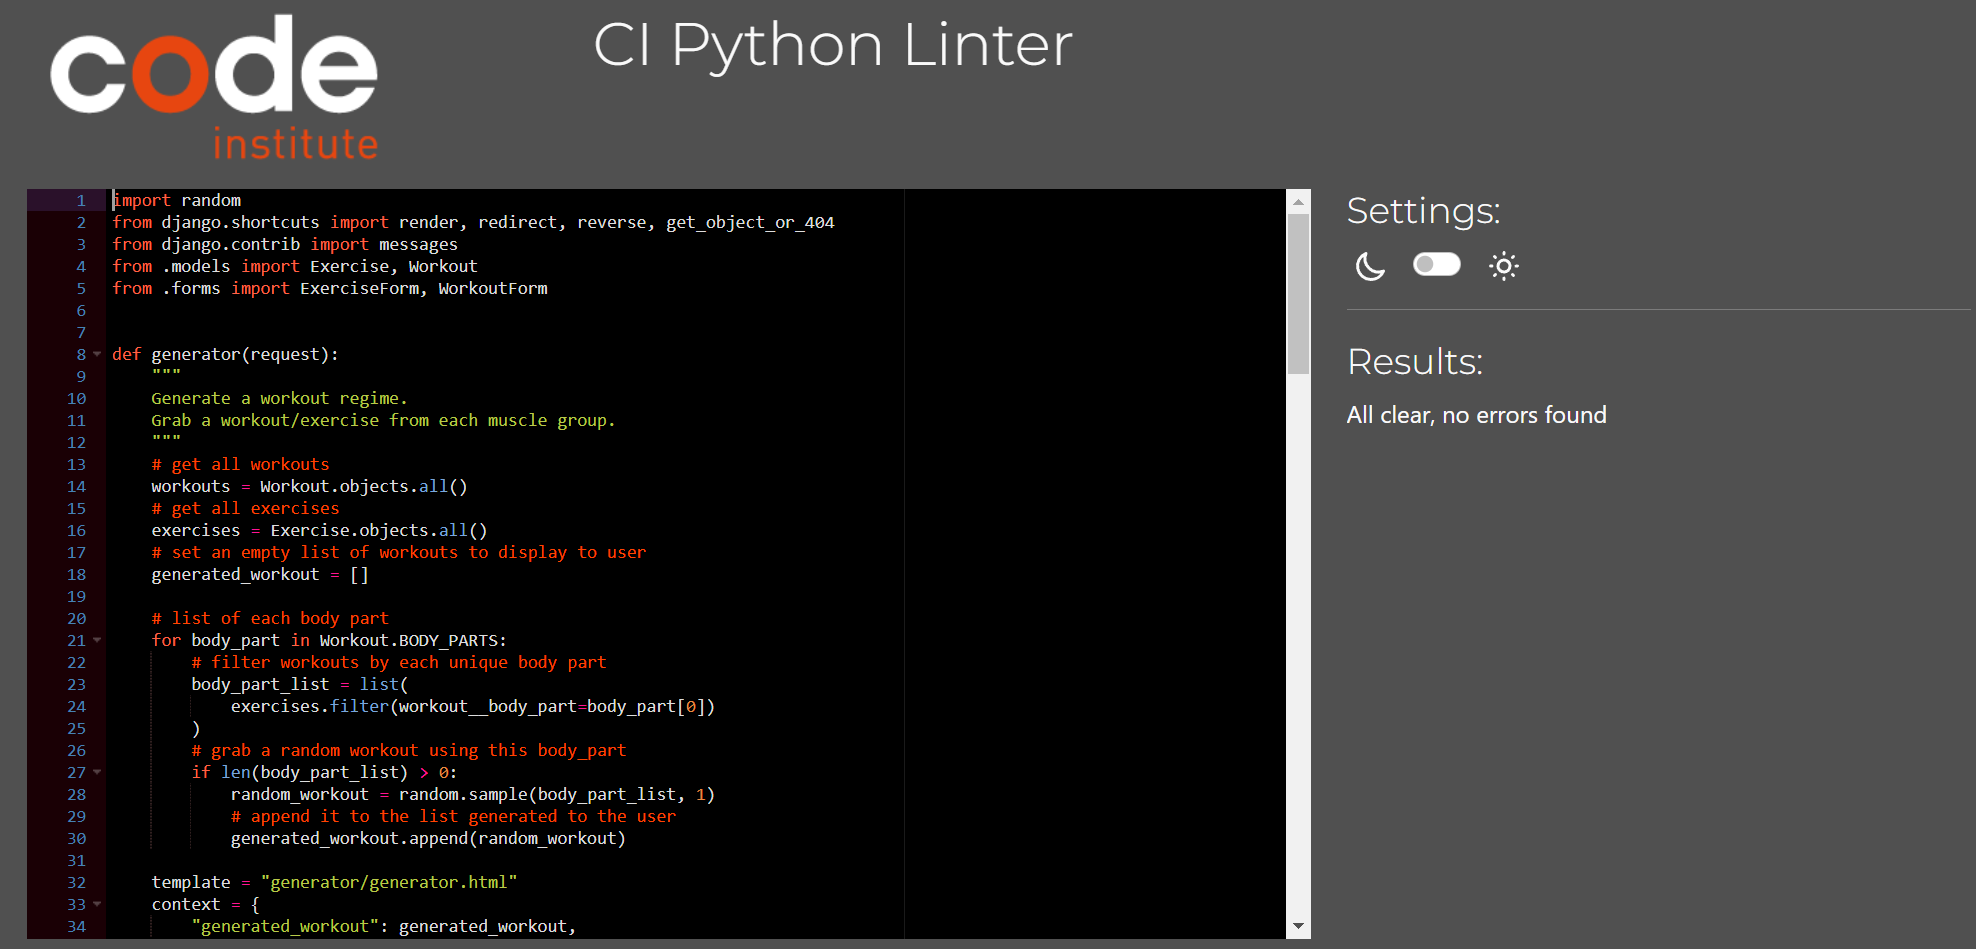 code
institute
CI Python Linter
1 import random
2 from django.shortcuts import render, redirect, reverse, get_object_or_404
3 from django.contrib import messages
4 from .models import Exercise, Workout
5 from .forms import ExerciseForm, WorkoutForm
6
7
8 def generator(request):
9     """
10     Generate a workout regime.
11     Grab a workout/exercise from each muscle group.
12     """
13     # get all workouts
14     workouts = Workout.objects.all()
15     # get all exercises
16     exercises = Exercise.objects.all()
17     # set an empty list of workouts to display to user
18     generated_workout = []
19
20     # list of each body part
21     for body_part in Workout.BODY_PARTS:
22         # filter workouts by each unique body part
23         body_part_list = list(
24             exercises.filter(workout__body_part=body_part[0])
25         )
26         # grab a random workout using this body_part
27         if len(body_part_list) > 0:
28             random_workout = random.sample(body_part_list, 1)
29             # append it to the list generated to the user
30             generated_workout.append(random_workout)
31
32     template = "generator/generator.html"
33     context = {
34         "generated_workout": generated_workout,
Settings:
Results:
All clear, no errors found